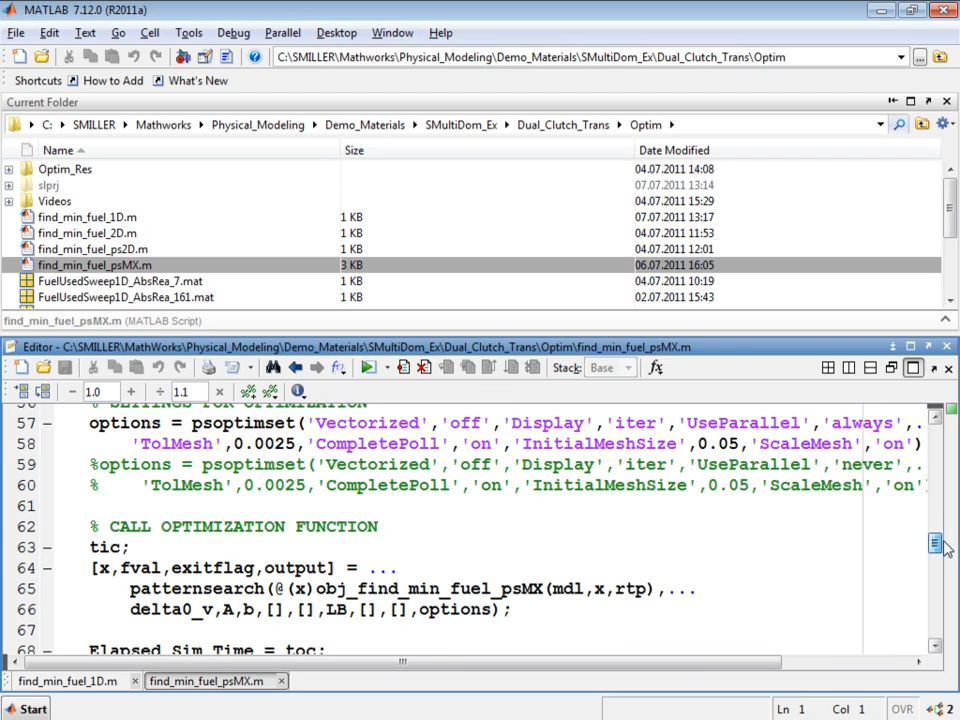 MATLAB 7.12.0 (R2011a)
File Edit Text Go Cell Tools Debug Parallel Desktop Window Help
C:\SMILLER\Mathworks\Physical_Modeling\Demo_Materials\SMultiDom_Ex\Dual_Clutch_Trans\Optim
Shortcuts How to Add What's New
Current Folder
C: SMILLER Mathworks Physical_Modeling Demo_Materials SMultiDom_Ex Dual_Clutch_Trans Optim
Name Size Date Modified
Optim_Res 04.07.2011 14:08
slprj 07.07.2011 13:14
Videos 04.07.2011 15:29
find_min_fuel_1D.m 1 KB 07.07.2011 13:17
find_min_fuel_2D.m 1 KB 04.07.2011 11:53
find_min_fuel_ps2D.m 1 KB 04.07.2011 12:01
find_min_fuel_psMX.m 3 KB 06.07.2011 16:05
FuelUsedSweep1D_AbsRea_7.mat 1 KB 04.07.2011 10:19
FuelUsedSweep1D_AbsRea_161.mat 1 KB 02.07.2011 15:43
find_min_fuel_psMX.m (MATLAB Script)
Editor - C:\SMILLER\MathWorks\Physical_Modeling\Demo_Materials\SMultiDom_Ex\Dual_Clutch_Trans\Optim\find_min_fuel_psMX.m
Stack: Base fx
− 1.0 + ÷ 1.1 ×
56 % SETTINGS FOR OPTIMIZATION
57 – options = psoptimset('Vectorized','off','Display','iter','UseParallel','always',.
58 'TolMesh',0.0025,'CompletePoll','on','InitialMeshSize',0.05,'ScaleMesh','on')
59 %options = psoptimset('Vectorized','off','Display','iter','UseParallel','never',..
60 % 'TolMesh',0.0025,'CompletePoll','on','InitialMeshSize',0.05,'ScaleMesh','on'
61
62 % CALL OPTIMIZATION FUNCTION
63 – tic;
64 – [x,fval,exitflag,output] = ...
65 patternsearch(@(x)obj_find_min_fuel_psMX(mdl,x,rtp),...
66 delta0_v,A,b,[],[],LB,[],[],options);
67
68 – Elapsed_Sim_Time = toc;
find_min_fuel_1D.m × find_min_fuel_psMX.m ×
Start Ln 1 Col 1 OVR 2